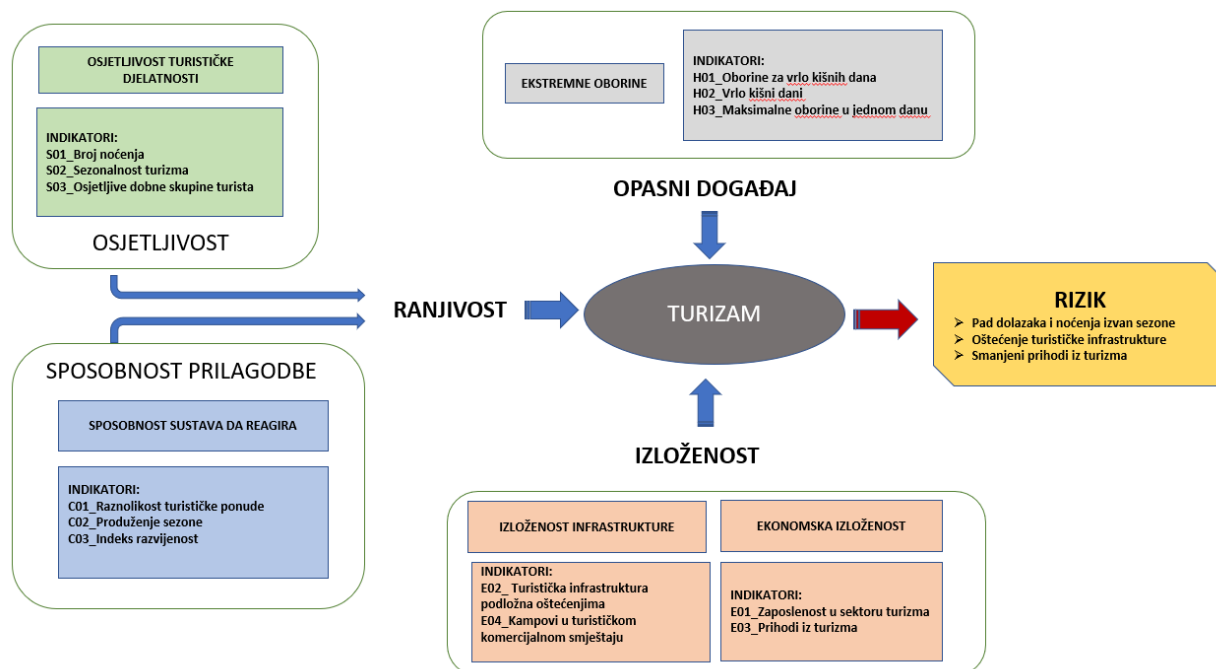 OSJETLJIVOST TURISTIČKE
DJELATNOSTI
INDIKATORI:
S01_Broj noćenja
S02_Sezonalnost turizma
S03_Osjetljive dobne skupine turista
OSJETLJIVOST
EKSTREMNE OBORINE
INDIKATORI:
H01_Oborine za vrlo kišnih dana
H02_Vrlo kišni dani
H03_Maksimalne oborine u jednom danu
OPASNI DOGAĐAJ
RANJIVOST
TURIZAM
RIZIK
➢ Pad dolazaka i noćenja izvan sezone
➢ Oštećenje turističke infrastrukture
➢ Smanjeni prihodi iz turizma
SPOSOBNOST PRILAGODBE
SPOSOBNOST SUSTAVA DA REAGIRA
INDIKATORI:
C01_Raznolikost turističke ponude
C02_Produženje sezone
C03_Indeks razvijenost
IZLOŽENOST
IZLOŽENOST INFRASTRUKTURE
INDIKATORI:
E02_ Turistička infrastruktura
podložna oštećenjima
E04_Kampovi u turističkom
komercijalnom smještaju
EKONOMSKA IZLOŽENOST
INDIKATORI:
E01_Zaposlenost u sektoru turizma
E03_Prihodi iz turizma